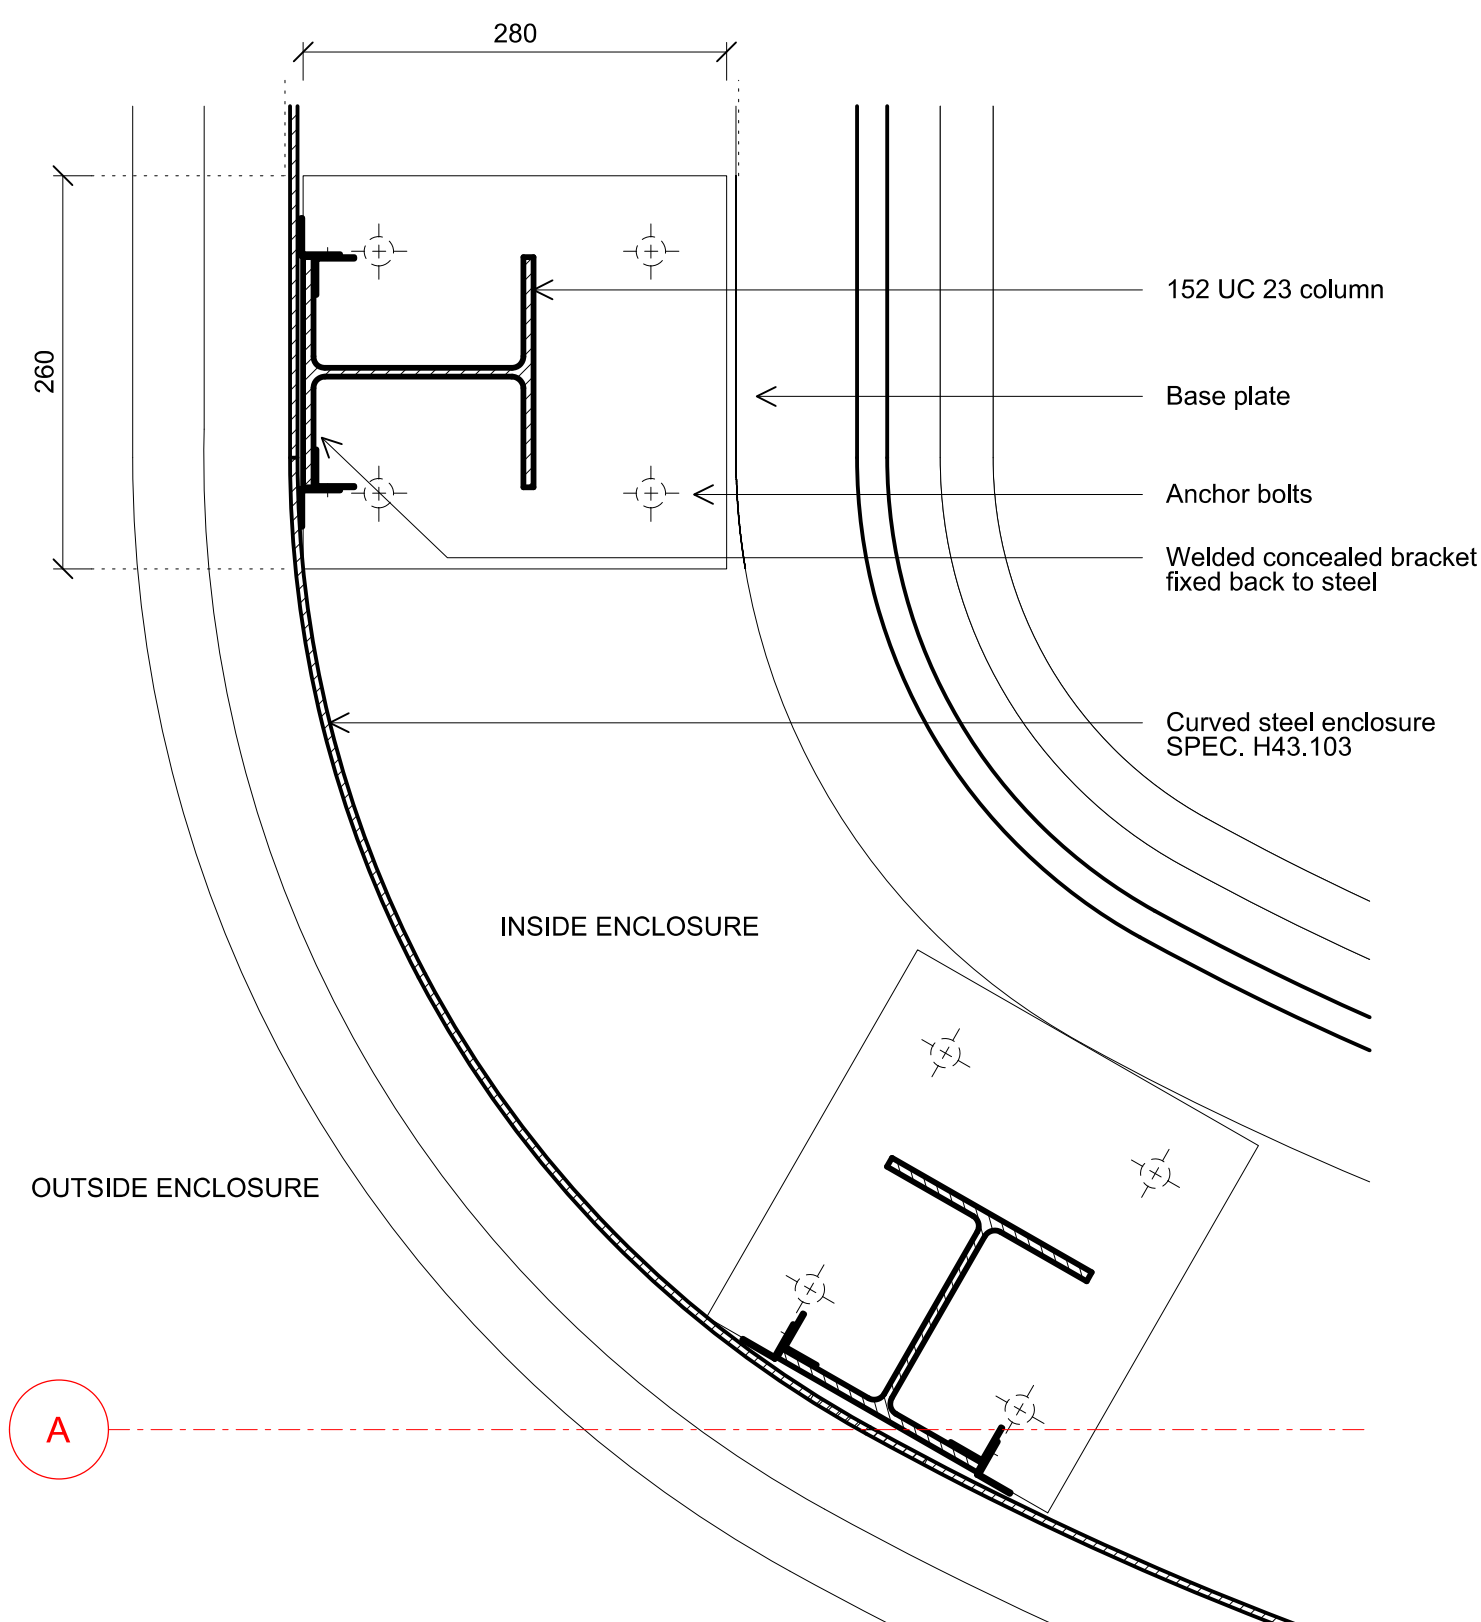 280
260
152 UC 23 column
Base plate
Anchor bolts
Welded concealed bracket
fixed back to steel
Curved steel enclosure
SPEC. H43.103
INSIDE ENCLOSURE
OUTSIDE ENCLOSURE
A